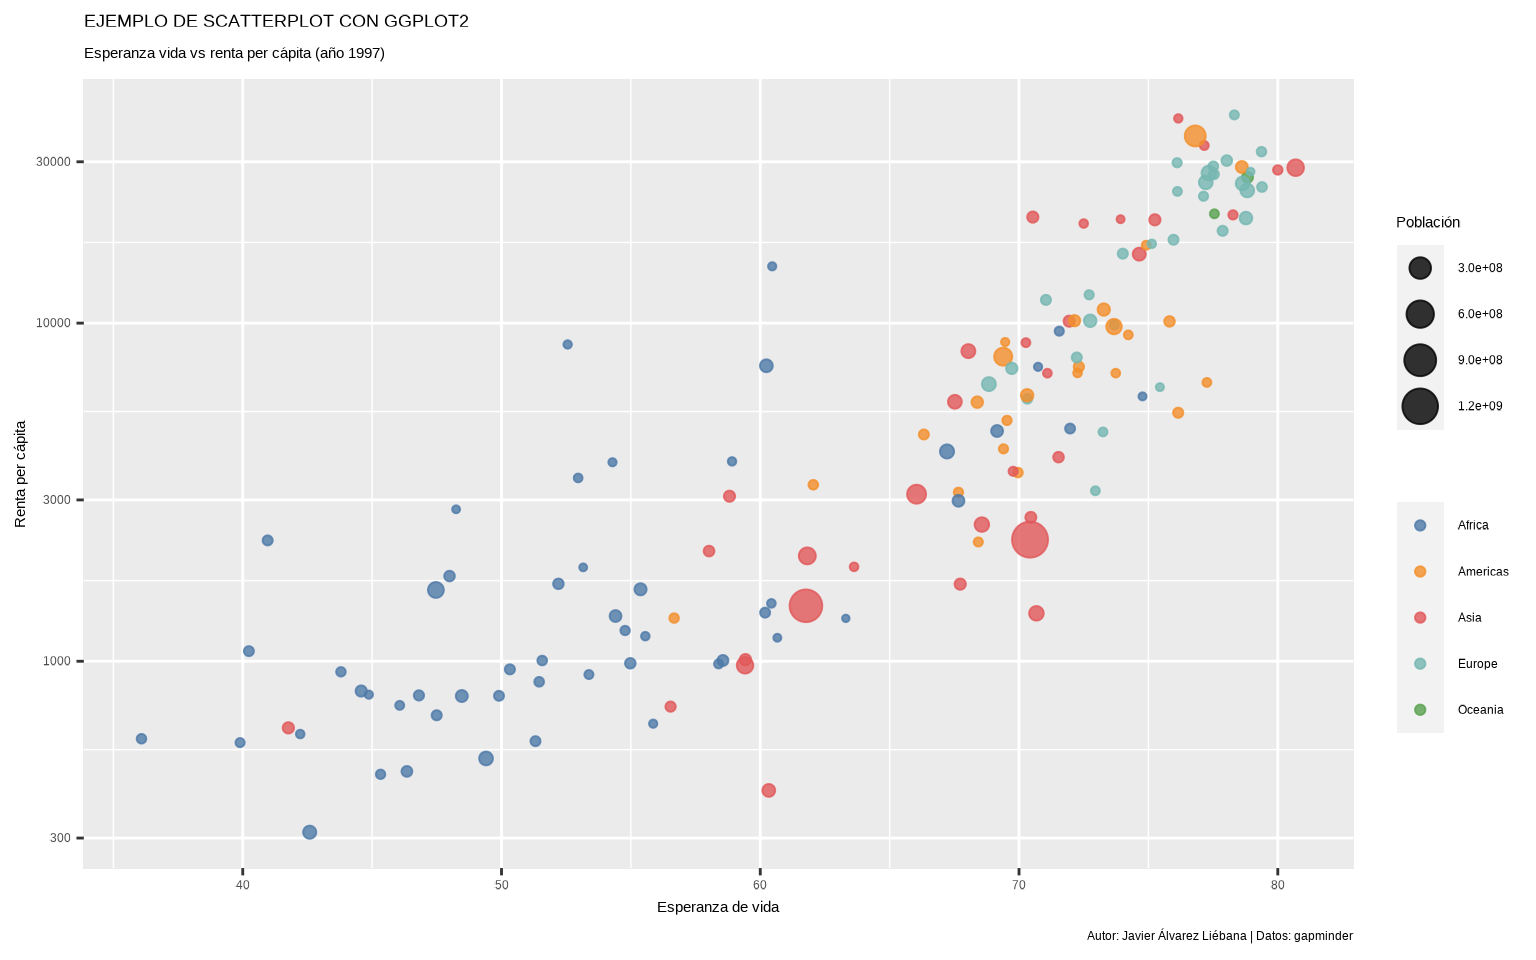 EJEMPLO DE SCATTERPLOT CON GGPLOT2
Esperanza vida vs renta per cápita (año 1997)
Renta per cápita
30000
10000
3000
1000
300
40
50
60
70
80
Esperanza de vida
Población
3.0e+08
6.0e+08
9.0e+08
1.2e+09
Africa
Americas
Asia
Europe
Oceania
Autor: Javier Álvarez Liébana | Datos: gapminder